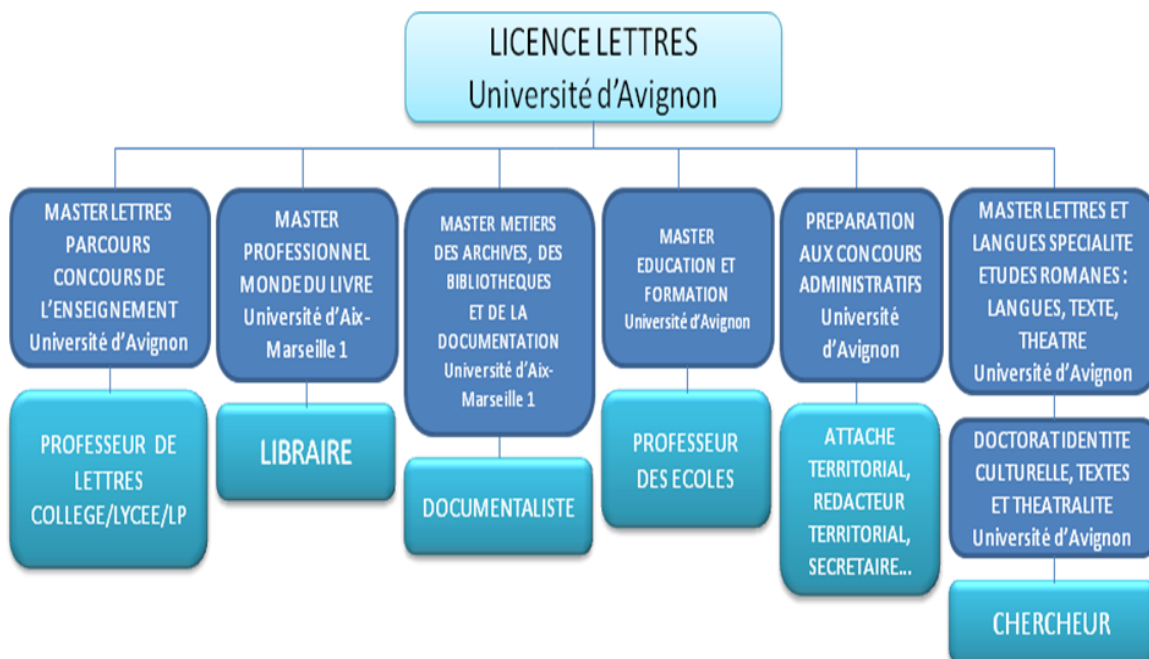 LICENCE LETTRES
Université d’Avignon
MASTER LETTRES
PARCOURS
CONCOURS DE
L’ENSEIGNEMENT
Université d’Avignon
PROFESSEUR DE
LETTRES
COLLEGE/LYCEE/LP
MASTER
PROFESSIONNEL
MONDE DU LIVRE
Université d’Aix-
Marseille 1
LIBRAIRE
MASTER METIERS
DES ARCHIVES, DES
BIBLIOTHEQUES
ET DE LA
DOCUMENTATION
Université d’Aix-
Marseille 1
DOCUMENTALISTE
MASTER
EDUCATION ET
FORMATION
Université d’Avignon
PROFESSEUR
DES ECOLES
PREPARATION
AUX CONCOURS
ADMINISTRATIFS
Université
d’Avignon
ATTACHE
TERRITORIAL,
REDACTEUR
TERRITORIAL,
SECRETAIRE...
MASTER LETTRES ET
LANGUES SPECIALITE
ETUDES ROMANES :
LANGUES, TEXTE,
THEATRE
Université d’Avignon
DOCTORAT IDENTITE
CULTURELLE, TEXTES
ET THEATRALITE
Université d’Avignon
CHERCHEUR